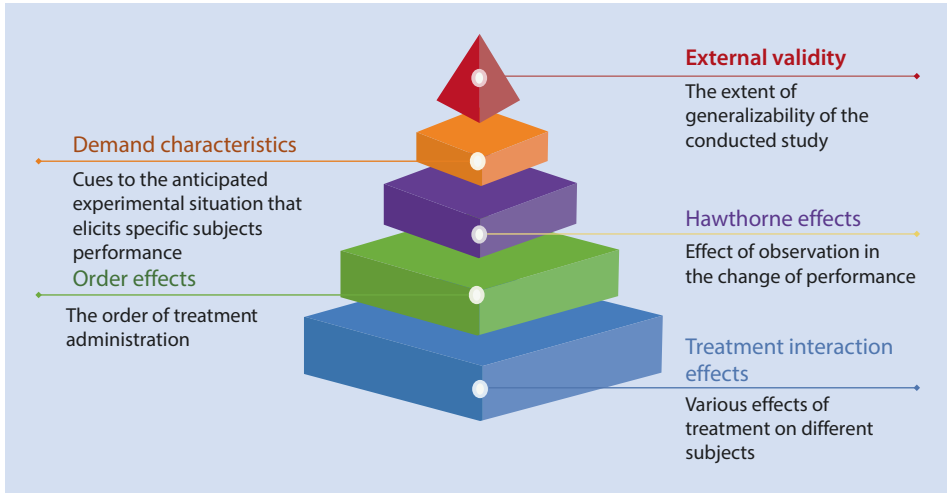 External validity
The extent of
generalizability of the
conducted study
Demand characteristics
Cues to the anticipated
experimental situation that
elicits specific subjects
performance
Hawthorne effects
Effect of observation in
the change of performance
Order effects
The order of treatment
administration
Treatment interaction
effects
Various effects of
treatment on different
subjects